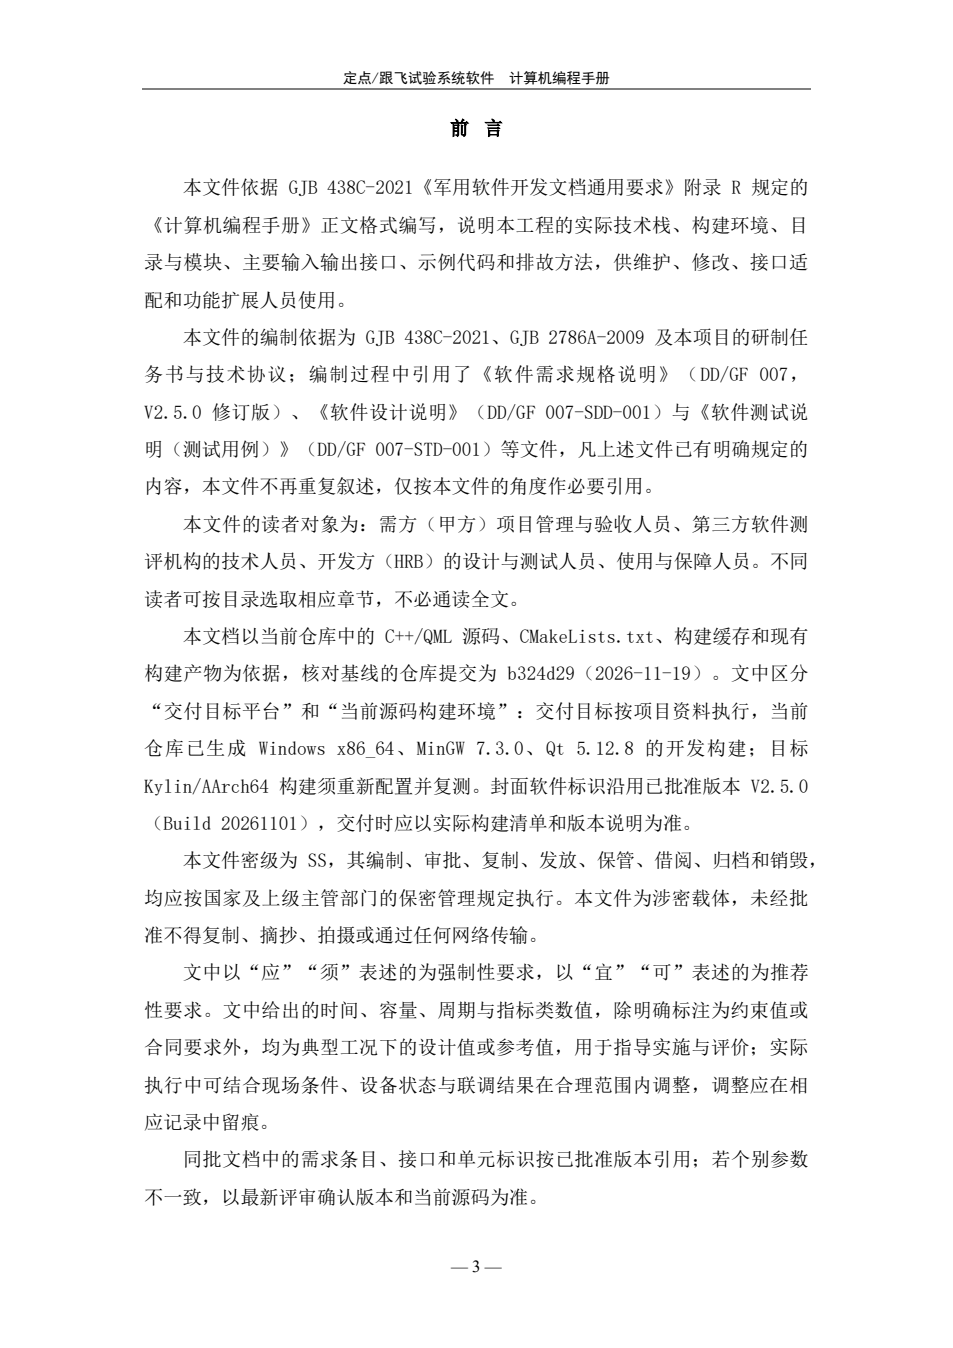 定点/跟飞试验系统软件　计算机编程手册
前 言
本文件依据 GJB 438C-2021《军用软件开发文档通用要求》附录 R 规定的
《计算机编程手册》正文格式编写，说明本工程的实际技术栈、构建环境、目
录与模块、主要输入输出接口、示例代码和排故方法，供维护、修改、接口适
配和功能扩展人员使用。
本文件的编制依据为 GJB 438C-2021、GJB 2786A-2009 及本项目的研制任
务书与技术协议；编制过程中引用了《软件需求规格说明》（DD/GF 007，
V2.5.0 修订版）、《软件设计说明》（DD/GF 007-SDD-001）与《软件测试说
明（测试用例）》（DD/GF 007-STD-001）等文件，凡上述文件已有明确规定的
内容，本文件不再重复叙述，仅按本文件的角度作必要引用。
本文件的读者对象为：需方（甲方）项目管理与验收人员、第三方软件测
评机构的技术人员、开发方（HRB）的设计与测试人员、使用与保障人员。不同
读者可按目录选取相应章节，不必通读全文。
本文档以当前仓库中的 C++/QML 源码、CMakeLists.txt、构建缓存和现有
构建产物为依据，核对基线的仓库提交为 b324d29（2026-11-19）。文中区分
“交付目标平台”和“当前源码构建环境”：交付目标按项目资料执行，当前
仓库已生成 Windows x86_64、MinGW 7.3.0、Qt 5.12.8 的开发构建；目标
Kylin/AArch64 构建须重新配置并复测。封面软件标识沿用已批准版本 V2.5.0
（Build 20261101），交付时应以实际构建清单和版本说明为准。
本文件密级为 SS，其编制、审批、复制、发放、保管、借阅、归档和销毁，
均应按国家及上级主管部门的保密管理规定执行。本文件为涉密载体，未经批
准不得复制、摘抄、拍摄或通过任何网络传输。
文中以“应”“须”表述的为强制性要求，以“宜”“可”表述的为推荐
性要求。文中给出的时间、容量、周期与指标类数值，除明确标注为约束值或
合同要求外，均为典型工况下的设计值或参考值，用于指导实施与评价；实际
执行中可结合现场条件、设备状态与联调结果在合理范围内调整，调整应在相
应记录中留痕。
同批文档中的需求条目、接口和单元标识按已批准版本引用；若个别参数
不一致，以最新评审确认版本和当前源码为准。
— 3 —